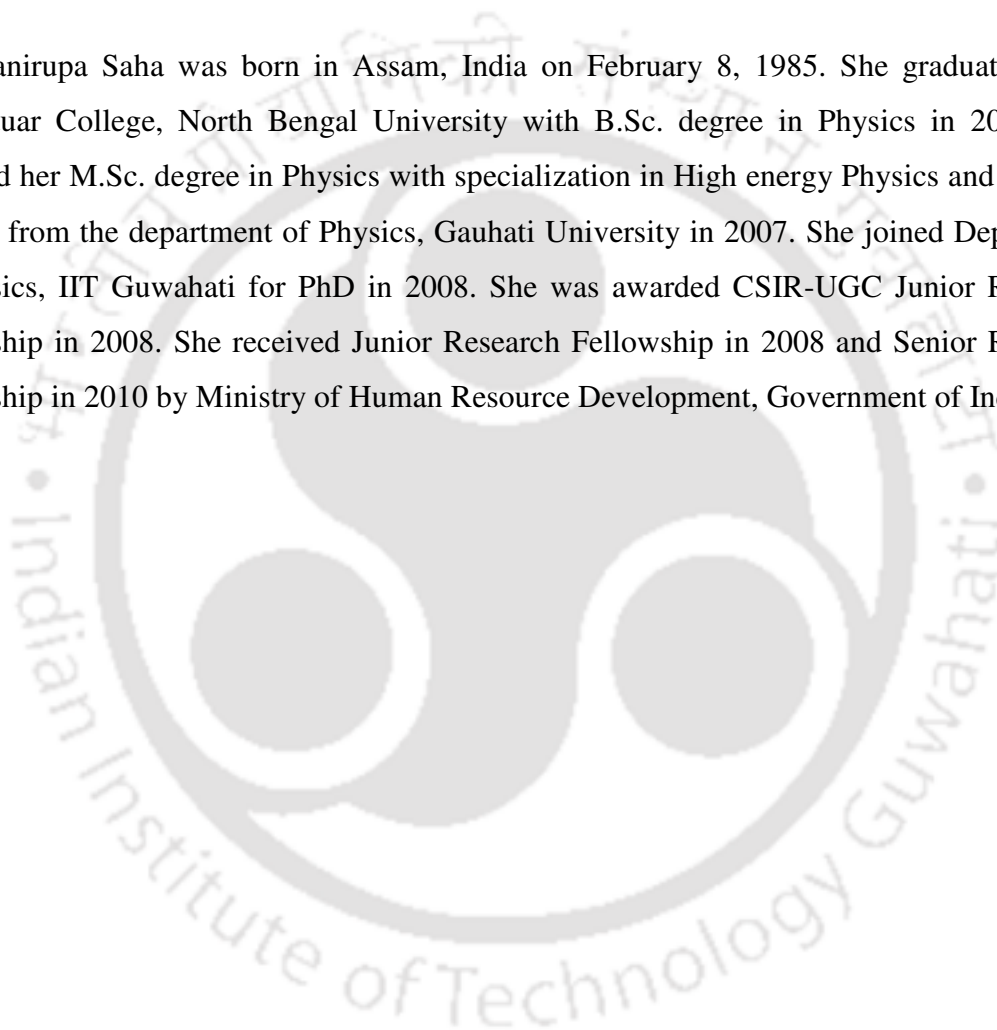 anirupa Saha was born in Assam, India on February 8, 1985. She graduat
uar College, North Bengal University with B.Sc. degree in Physics in 20
d her M.Sc. degree in Physics with specialization in High energy Physics and
from the department of Physics, Gauhati University in 2007. She joined Dep
sics, IIT Guwahati for PhD in 2008. She was awarded CSIR-UGC Junior R
ship in 2008. She received Junior Research Fellowship in 2008 and Senior R
ship in 2010 by Ministry of Human Resource Development, Government of In
Indian Institute of Technology Guwahati